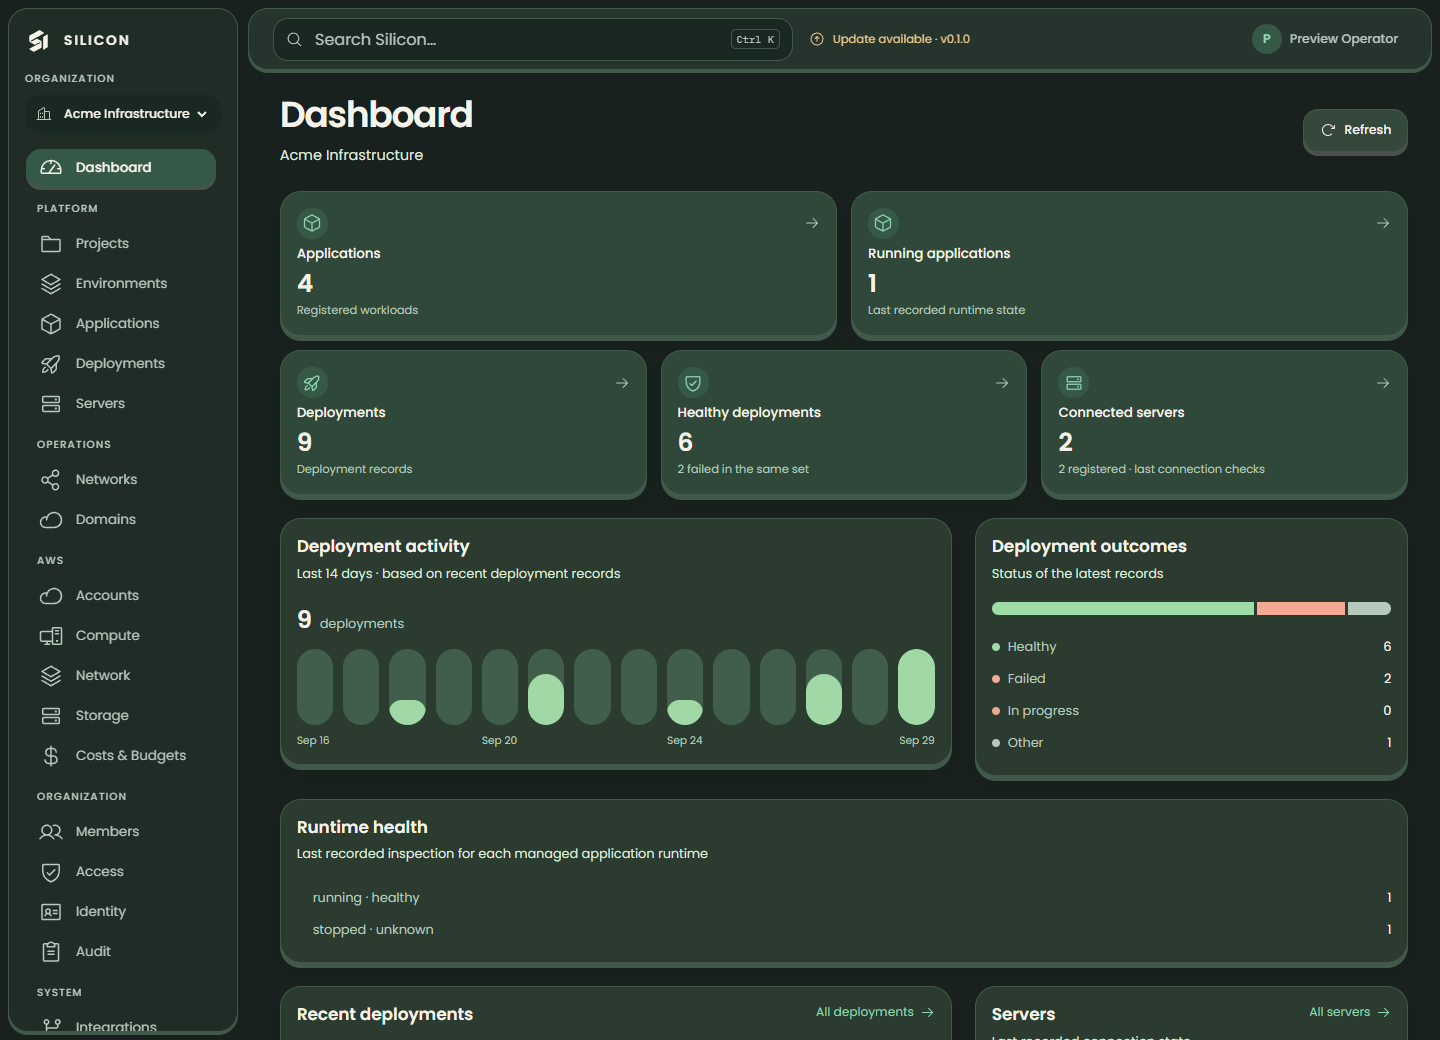 SILICON
ORGANIZATION
Acme Infrastructure
Dashboard
PLATFORM
Projects
Environments
Applications
Deployments
Servers
OPERATIONS
Networks
Domains
AWS
Accounts
Compute
Network
Storage
Costs & Budgets
ORGANIZATION
Members
Access
Identity
Audit
SYSTEM
Integrations
Search Silicon...
Ctrl K
Update available · v0.1.0
P
Preview Operator
Dashboard
Acme Infrastructure
Refresh
Applications
4
Registered workloads
Running applications
1
Last recorded runtime state
Deployments
9
Deployment records
Healthy deployments
6
2 failed in the same set
Connected servers
2
2 registered · last connection checks
Deployment activity
Last 14 days · based on recent deployment records
9 deployments
Sep 16
Sep 20
Sep 24
Sep 29
Deployment outcomes
Status of the latest records
Healthy 6
Failed 2
In progress 0
Other 1
Runtime health
Last recorded inspection for each managed application runtime
running · healthy 1
stopped · unknown 1
Recent deployments
All deployments
Servers
All servers
Last recorded connection state